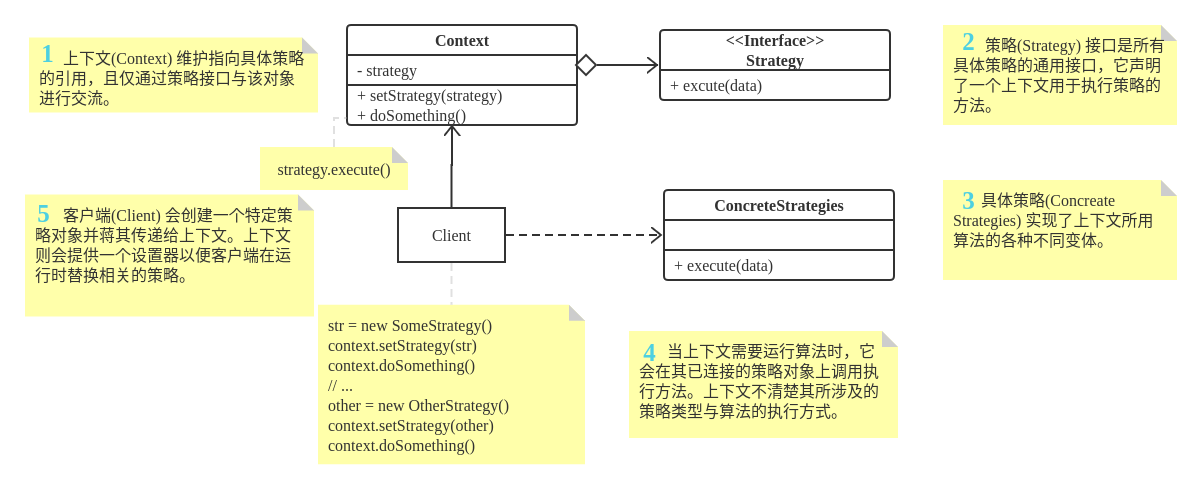 1 上下文(Context) 维护指向具体策略
的引用，且仅通过策略接口与该对象
进行交流。
Context
- strategy
+ setStrategy(strategy)
+ doSomething()
<<Interface>>
Strategy
+ excute(data)
2 策略(Strategy) 接口是所有
具体策略的通用接口，它声明
了一个上下文用于执行策略的
方法。
strategy.execute()
5 客户端(Client) 会创建一个特定策
略对象并蒋其传递给上下文。上下文
则会提供一个设置器以便客户端在运
行时替换相关的策略。
Client
ConcreteStrategies
+ execute(data)
3 具体策略(Concreate
Strategies) 实现了上下文所用
算法的各种不同变体。
str = new SomeStrategy()
context.setStrategy(str)
context.doSomething()
// ...
other = new OtherStrategy()
context.setStrategy(other)
context.doSomething()
4 当上下文需要运行算法时，它
会在其已连接的策略对象上调用执
行方法。上下文不清楚其所涉及的
策略类型与算法的执行方式。